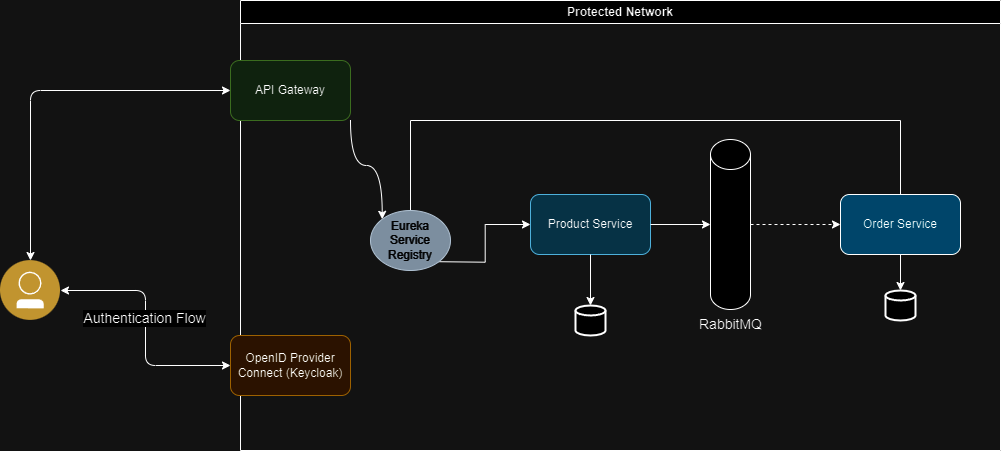 Protected Network
API Gateway
Eureka
Service
Registry
Product Service
Order Service
RabbitMQ
Authentication Flow
OpenID Provider
Connect (Keycloak)